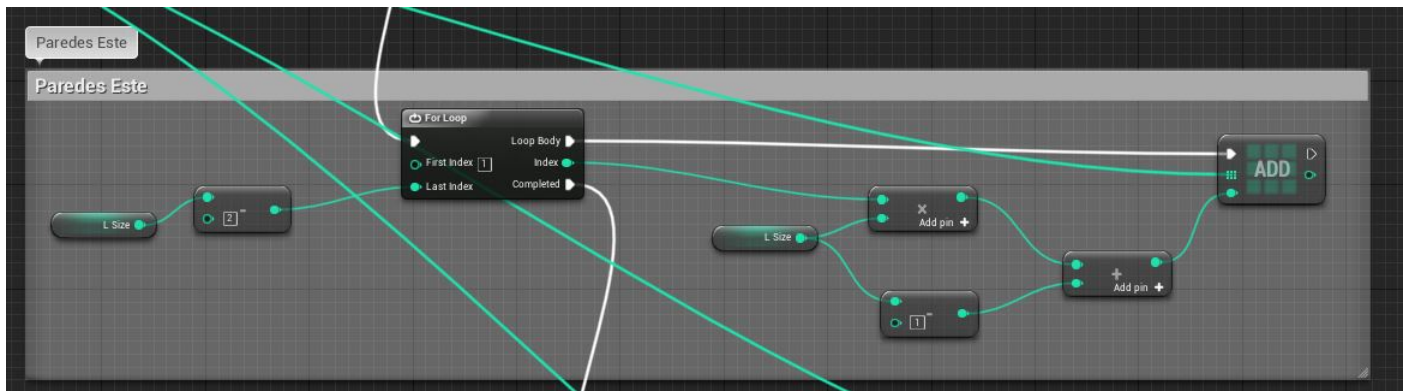 Paredes Este
Paredes Este
For Loop
Loop Body
First Index 1
Index
Last Index
Completed
L Size
2 -
L Size
×
Add pin +
1 -
+
Add pin +
ADD